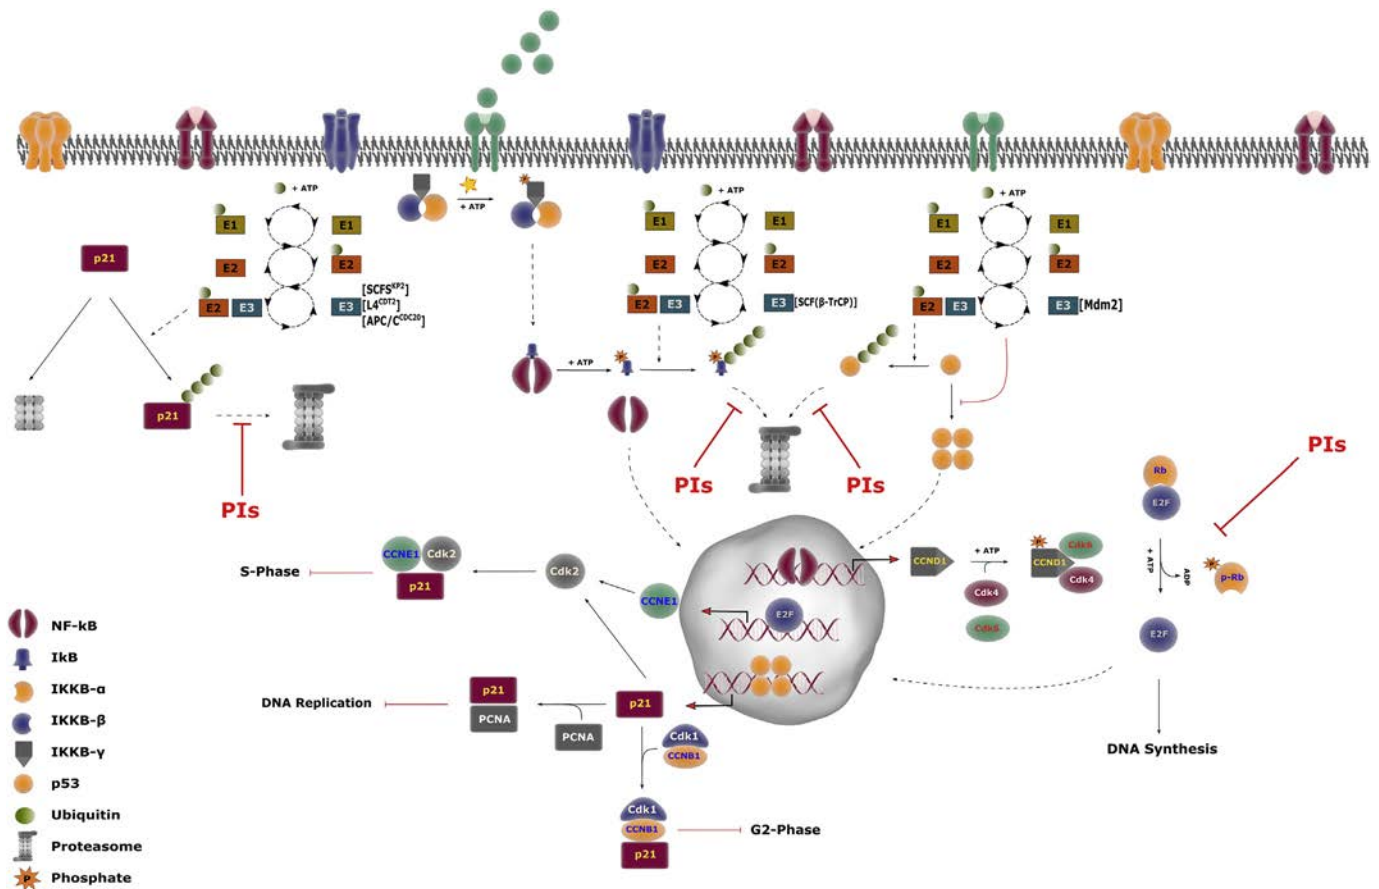 + ATP
E1
E1
E2
E2
E2
E3
E3
[SCFS^KP2]
[L4^CDT2]
[APC/C^CDC20]
p21
p21
PIs
+ ATP
P
P
+ ATP
E1
E1
E2
E2
E2
E3
E3
[SCF(β-TrCP)]
+ ATP
P
P
PIs
PIs
+ ATP
E1
E1
E2
E2
E2
E3
E3
[Mdm2]
PIs
Rb
E2F
+ ATP
ADP
P
p-Rb
E2F
DNA Synthesis
CCND1
+ ATP
Cdk4
Cdk6
P
CCND1
Cdk6
Cdk4
E2F
CCNE1
Cdk2
CCNE1
Cdk2
p21
S-Phase
p21
PCNA
p21
PCNA
DNA Replication
Cdk1
CCNB1
Cdk1
CCNB1
p21
G2-Phase
NF-kB
IkB
IKKB-α
IKKB-β
IKKB-γ
p53
Ubiquitin
Proteasome
P
Phosphate